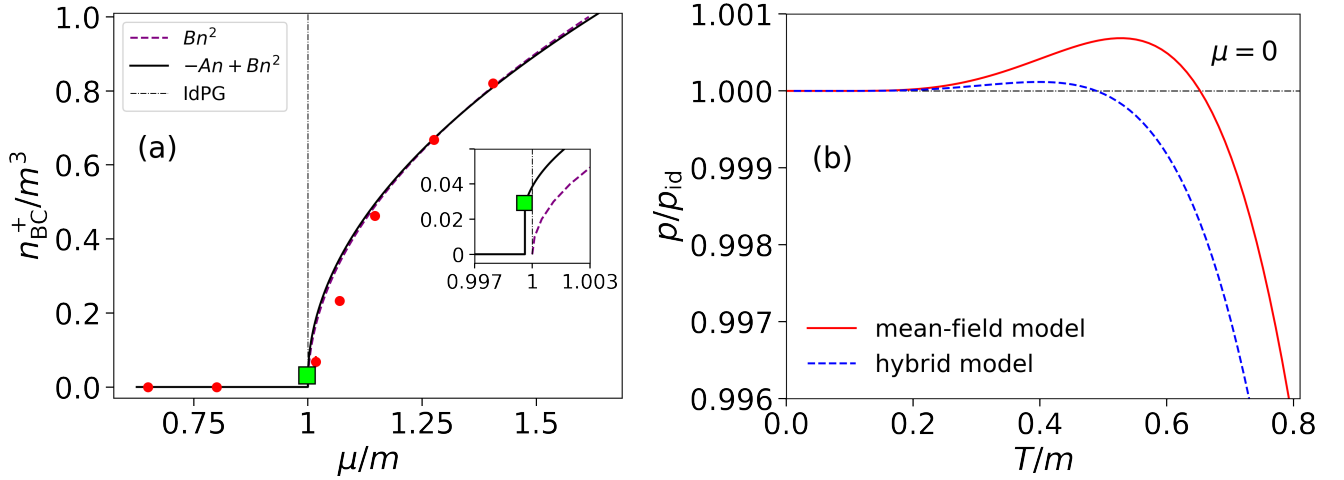 1.0
0.8
0.6
0.4
0.2
0.0
n⁺_BC/m³
Bn²
−An + Bn²
IdPG
(a)
0.04
0.02
0
0.997 1 1.003
0.75 1 1.25 1.5
μ/m
1.001
1.000
0.999
0.998
0.997
0.996
p/p_id
μ = 0
(b)
mean-field model
hybrid model
0.0 0.2 0.4 0.6 0.8
T/m